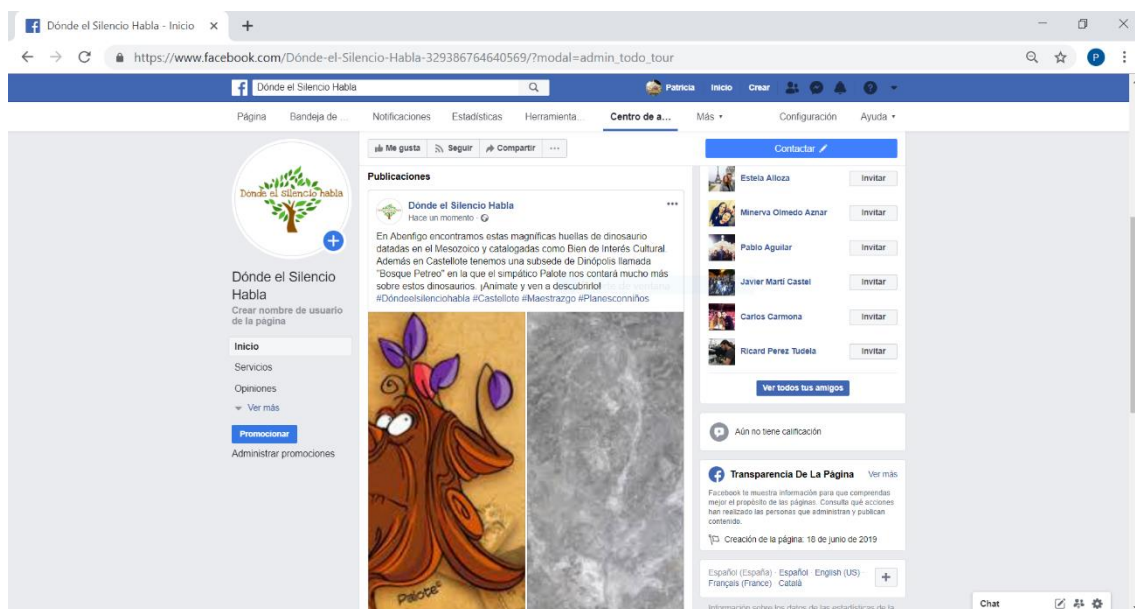 Dónde el Silencio Habla - Inicio
https://www.facebook.com/Dónde-el-Silencio-Habla-329386764640569/?modal=admin_todo_tour
P
Dónde el Silencio Habla
Patricia Inicio Crear
Página Bandeja de ... Notificaciones Estadísticas Herramienta... Centro de a... Más Configuración Ayuda
Me gusta Seguir Compartir ...
Contactar
Donde el silencio habla
Dónde el Silencio
Habla
Crear nombre de usuario
de la página
Inicio
Servicios
Opiniones
Ver más
Promocionar
Administrar promociones
Publicaciones
Dónde el Silencio Habla
Hace un momento ·
En Abenfigo encontramos estas magníficas huellas de dinosaurio
datadas en el Mesozoico y catalogadas como Bien de Interés Cultural.
Además en Castellote tenemos una subsede de Dinópolis llamada
"Bosque Petreo" en la que el simpático Palote nos contará mucho más
sobre estos dinosaurios. ¡Anímate y ven a descubrirlo!
#Dóndeelsilenciohabla #Castellote #Maestrazgo #Planesconniños
Palote
Estela Alloza Invitar
Minerva Olmedo Aznar Invitar
Pablo Aguilar Invitar
Javier Martí Castel Invitar
Carlos Carmona Invitar
Ricard Perez Tudela Invitar
Ver todos tus amigos
Aún no tiene calificación
Transparencia De La Página Ver más
Facebook te muestra información para que comprendas
mejor el propósito de las páginas. Consulta qué acciones
han realizado las personas que administran y publican
contenido.
Creación de la página: 18 de junio de 2019
Español (España) · Español · English (US) ·
Français (France) · Català
Información sobre los datos de las estadísticas de la
Chat